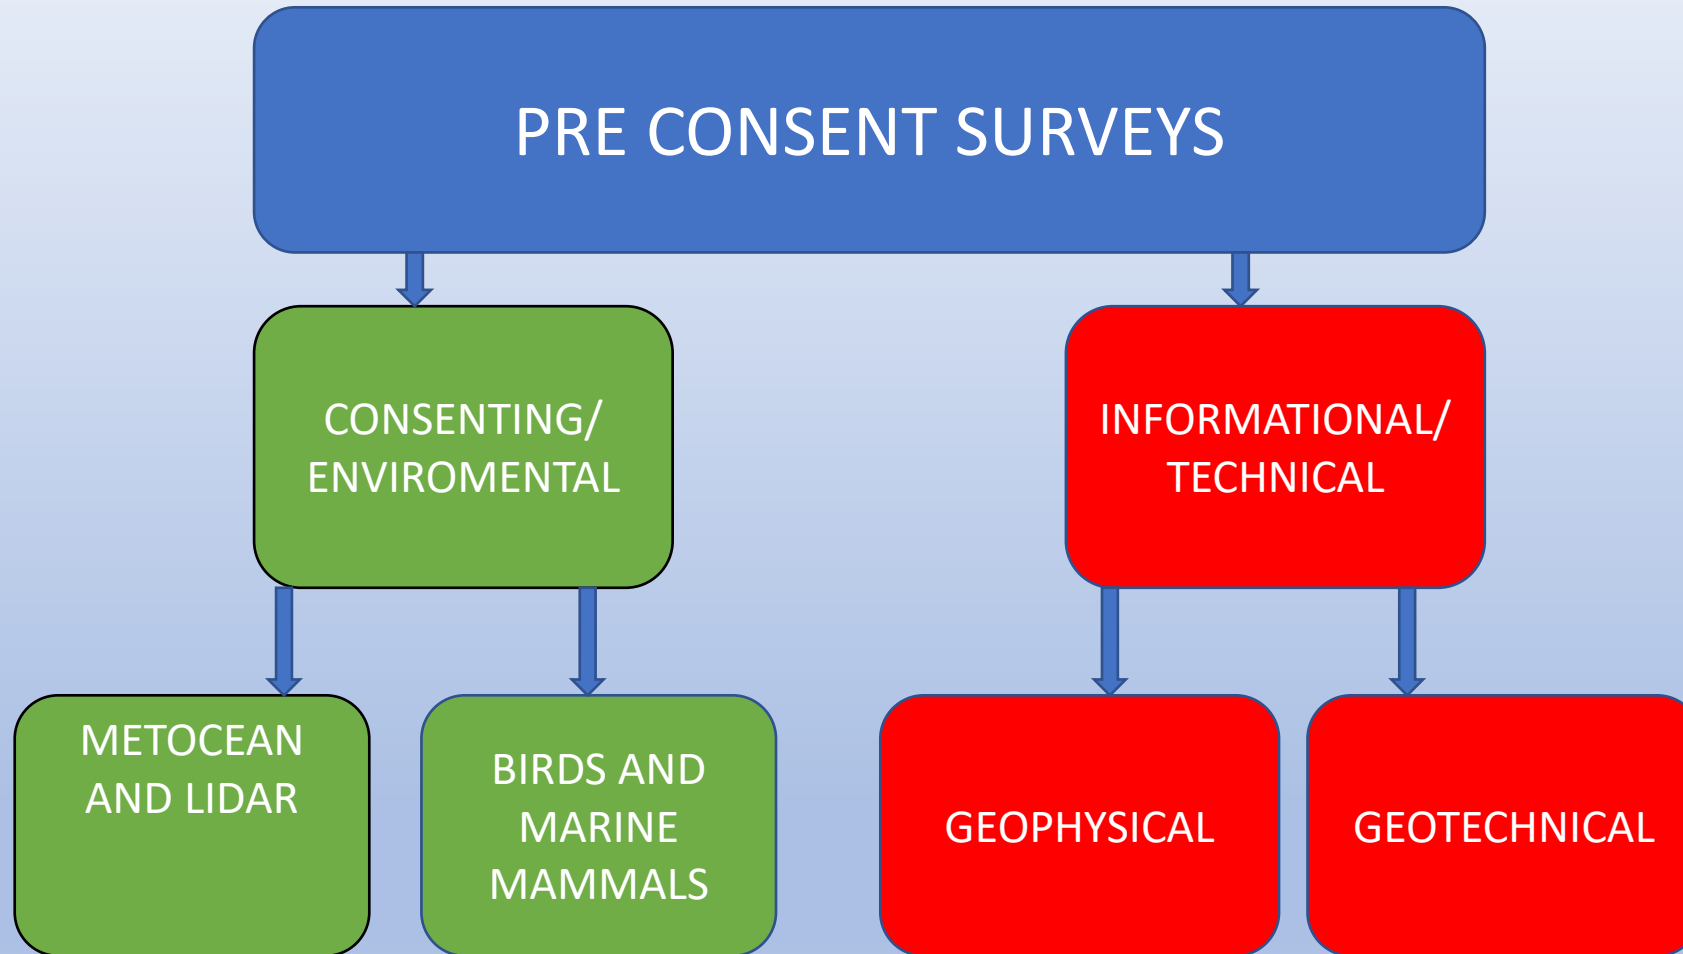 PRE CONSENT SURVEYS
CONSENTING/
ENVIROMENTAL
INFORMATIONAL/
TECHNICAL
METOCEAN
AND LIDAR
BIRDS AND
MARINE
MAMMALS
GEOPHYSICAL
GEOTECHNICAL